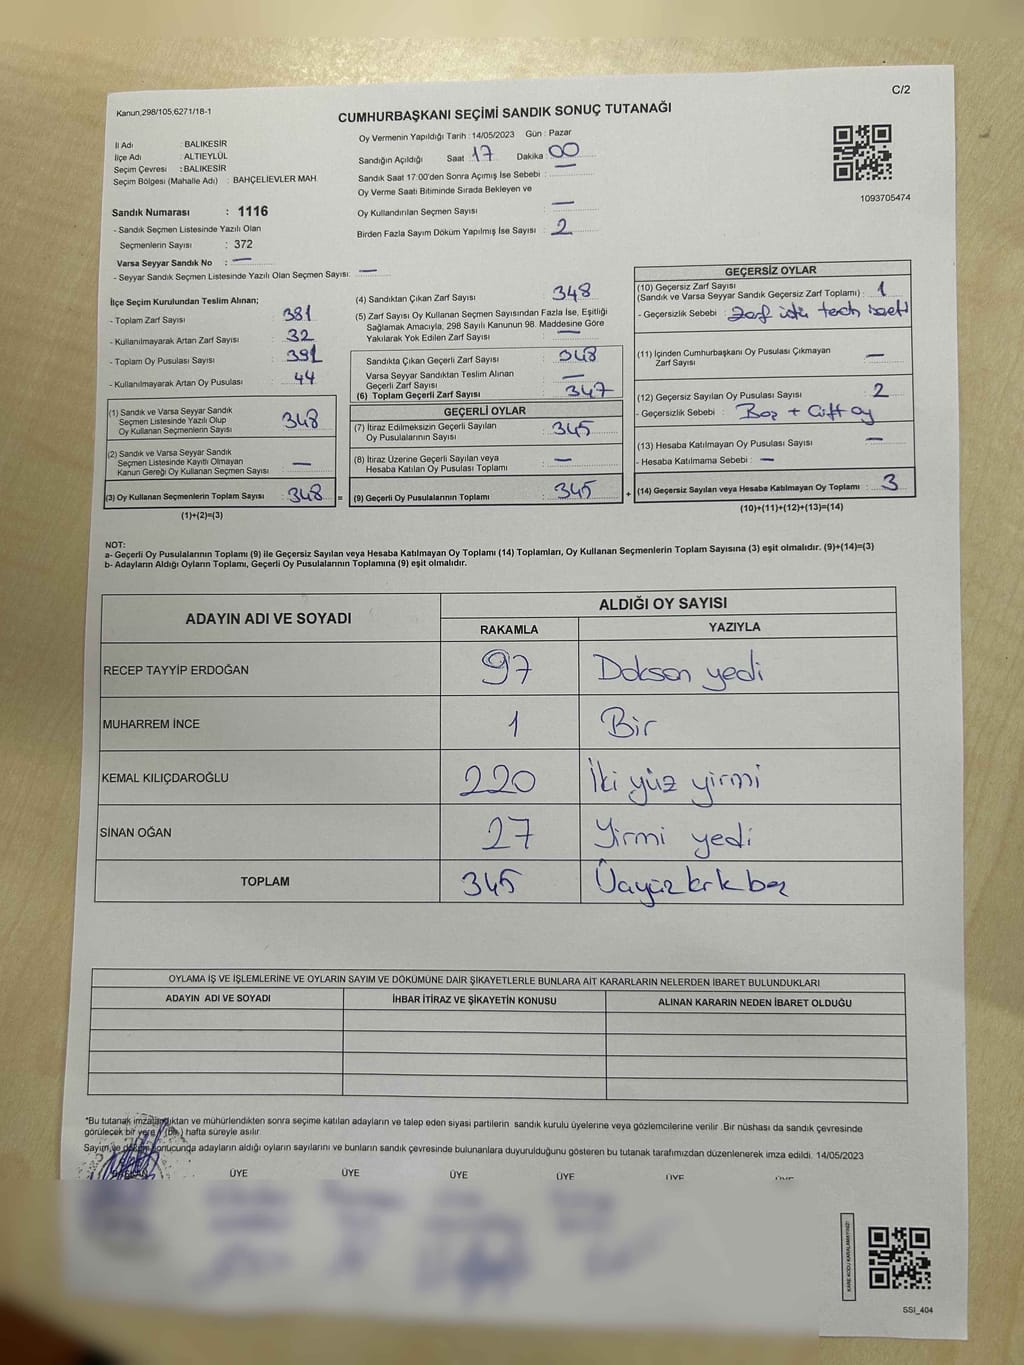 Kanun,298/105,6271/18-1
C/2
CUMHURBAŞKANI SEÇİMİ SANDIK SONUÇ TUTANAĞI
İl Adı : BALIKESİR
İlçe Adı : ALTIEYLÜL
Seçim Çevresi : BALIKESİR
Seçim Bölgesi (Mahalle Adı) : BAHÇELİEVLER MAH.
Oy Vermenin Yapıldığı Tarih : 14/05/2023 Gün : Pazar
Sandığın Açıldığı Saat 17 Dakika 00
Sandık Saat 17:00'den Sonra Açımış İse Sebebi : —
Oy Verme Saati Bitiminde Sırada Bekleyen ve
Oy Kullandırılan Seçmen Sayısı : —
Birden Fazla Sayım Döküm Yapılmış İse Sayısı : 2
1093705474
Sandık Numarası : 1116
- Sandık Seçmen Listesinde Yazılı Olan
Seçmenlerin Sayısı : 372
Varsa Seyyar Sandık No : —
- Seyyar Sandık Seçmen Listesinde Yazılı Olan Seçmen Sayısı: —
İlçe Seçim Kurulundan Teslim Alınan;
- Toplam Zarf Sayısı : 381
- Kullanılmayarak Artan Zarf Sayısı : 32
- Toplam Oy Pusulası Sayısı : 391
- Kullanılmayarak Artan Oy Pusulası : 44
(1) Sandık ve Varsa Seyyar Sandık
Seçmen Listesinde Yazılı Olup
Oy Kullanan Seçmenlerin Sayısı : 348
(2) Sandık ve Varsa Seyyar Sandık
Seçmen Listesinde Kayıtlı Olmayan
Kanun Gereği Oy Kullanan Seçmen Sayısı : —
(3) Oy Kullanan Seçmenlerin Toplam Sayısı : 348 =
(1)+(2)=(3)
(4) Sandıktan Çıkan Zarf Sayısı : 348
(5) Zarf Sayısı Oy Kullanan Seçmen Sayısından Fazla İse, Eşitliği
Sağlamak Amacıyla, 298 Sayılı Kanunun 98. Maddesine Göre
Yakılarak Yok Edilen Zarf Sayısı : —
Sandıkta Çıkan Geçerli Zarf Sayısı : 348
Varsa Seyyar Sandıktan Teslim Alınan
Geçerli Zarf Sayısı : —
(6) Toplam Geçerli Zarf Sayısı : 347
GEÇERLİ OYLAR
(7) İtiraz Edilmeksizin Geçerli Sayılan
Oy Pusulalarının Sayısı : 345
(8) İtiraz Üzerine Geçerli Sayılan veya
Hesaba Katılan Oy Pusulası Toplamı : —
(9) Geçerli Oy Pusulalarının Toplamı : 345 +
GEÇERSİZ OYLAR
(10) Geçersiz Zarf Sayısı
(Sandık ve Varsa Seyyar Sandık Geçersiz Zarf Toplamı) : 1
- Geçersizlik Sebebi : Zarf üstü
(11) İçinden Cumhurbaşkanı Oy Pusulası Çıkmayan
Zarf Sayısı : —
(12) Geçersiz Sayılan Oy Pusulası Sayısı : 2
- Geçersizlik Sebebi : Boş + Çift oy
(13) Hesaba Katılmayan Oy Pusulası Sayısı : —
- Hesaba Katılmama Sebebi : —
(14) Geçersiz Sayılan veya Hesaba Katılmayan Oy Toplamı : 3
(10)+(11)+(12)+(13)=(14)
NOT:
a- Geçerli Oy Pusulalarının Toplamı (9) ile Geçersiz Sayılan veya Hesaba Katılmayan Oy Toplamı (14) Toplamları, Oy Kullanan Seçmenlerin Toplam Sayısına (3) eşit olmalıdır. (9)+(14)=(3)
b- Adayların Aldığı Oyların Toplamı, Geçerli Oy Pusulalarının Toplamına (9) eşit olmalıdır.
ADAYIN ADI VE SOYADI
ALDIĞI OY SAYISI
RAKAMLA YAZIYLA
RECEP TAYYİP ERDOĞAN 97 Doksan yedi
MUHARREM İNCE 1 Bir
KEMAL KILIÇDAROĞLU 220 İki yüz yirmi
SİNAN OĞAN 27 Yirmi yedi
TOPLAM 345 Üçyüz kırk beş
OYLAMA İŞ VE İŞLEMLERİNE VE OYLARIN SAYIM VE DÖKÜMÜNE DAİR ŞİKAYETLERLE BUNLARA AİT KARARLARIN NELERDEN İBARET BULUNDUKLARI
ADAYIN ADI VE SOYADI İHBAR İTİRAZ VE ŞİKAYETİN KONUSU ALINAN KARARIN NEDEN İBARET OLDUĞU
*Bu tutanak imzalandıktan ve mühürlendikten sonra seçime katılan adayların ve talep eden siyasi partilerin sandık kurulu üyelerine veya gözlemcilerine verilir .Bir nüshası da sandık çevresinde
görülecek bir yere (bir) hafta süreyle asılır.
Sayım ve döküm sonucunda adayların aldığı oyların sayılarını ve bunların sandık çevresinde bulunanlara duyurulduğunu gösteren bu tutanak tarafımızdan düzenlenerek imza edildi. 14/05/2023
BAŞKAN ÜYE ÜYE ÜYE ÜYE ÜYE
KARE KODU KARALAMAYINIZ!
SSI_404